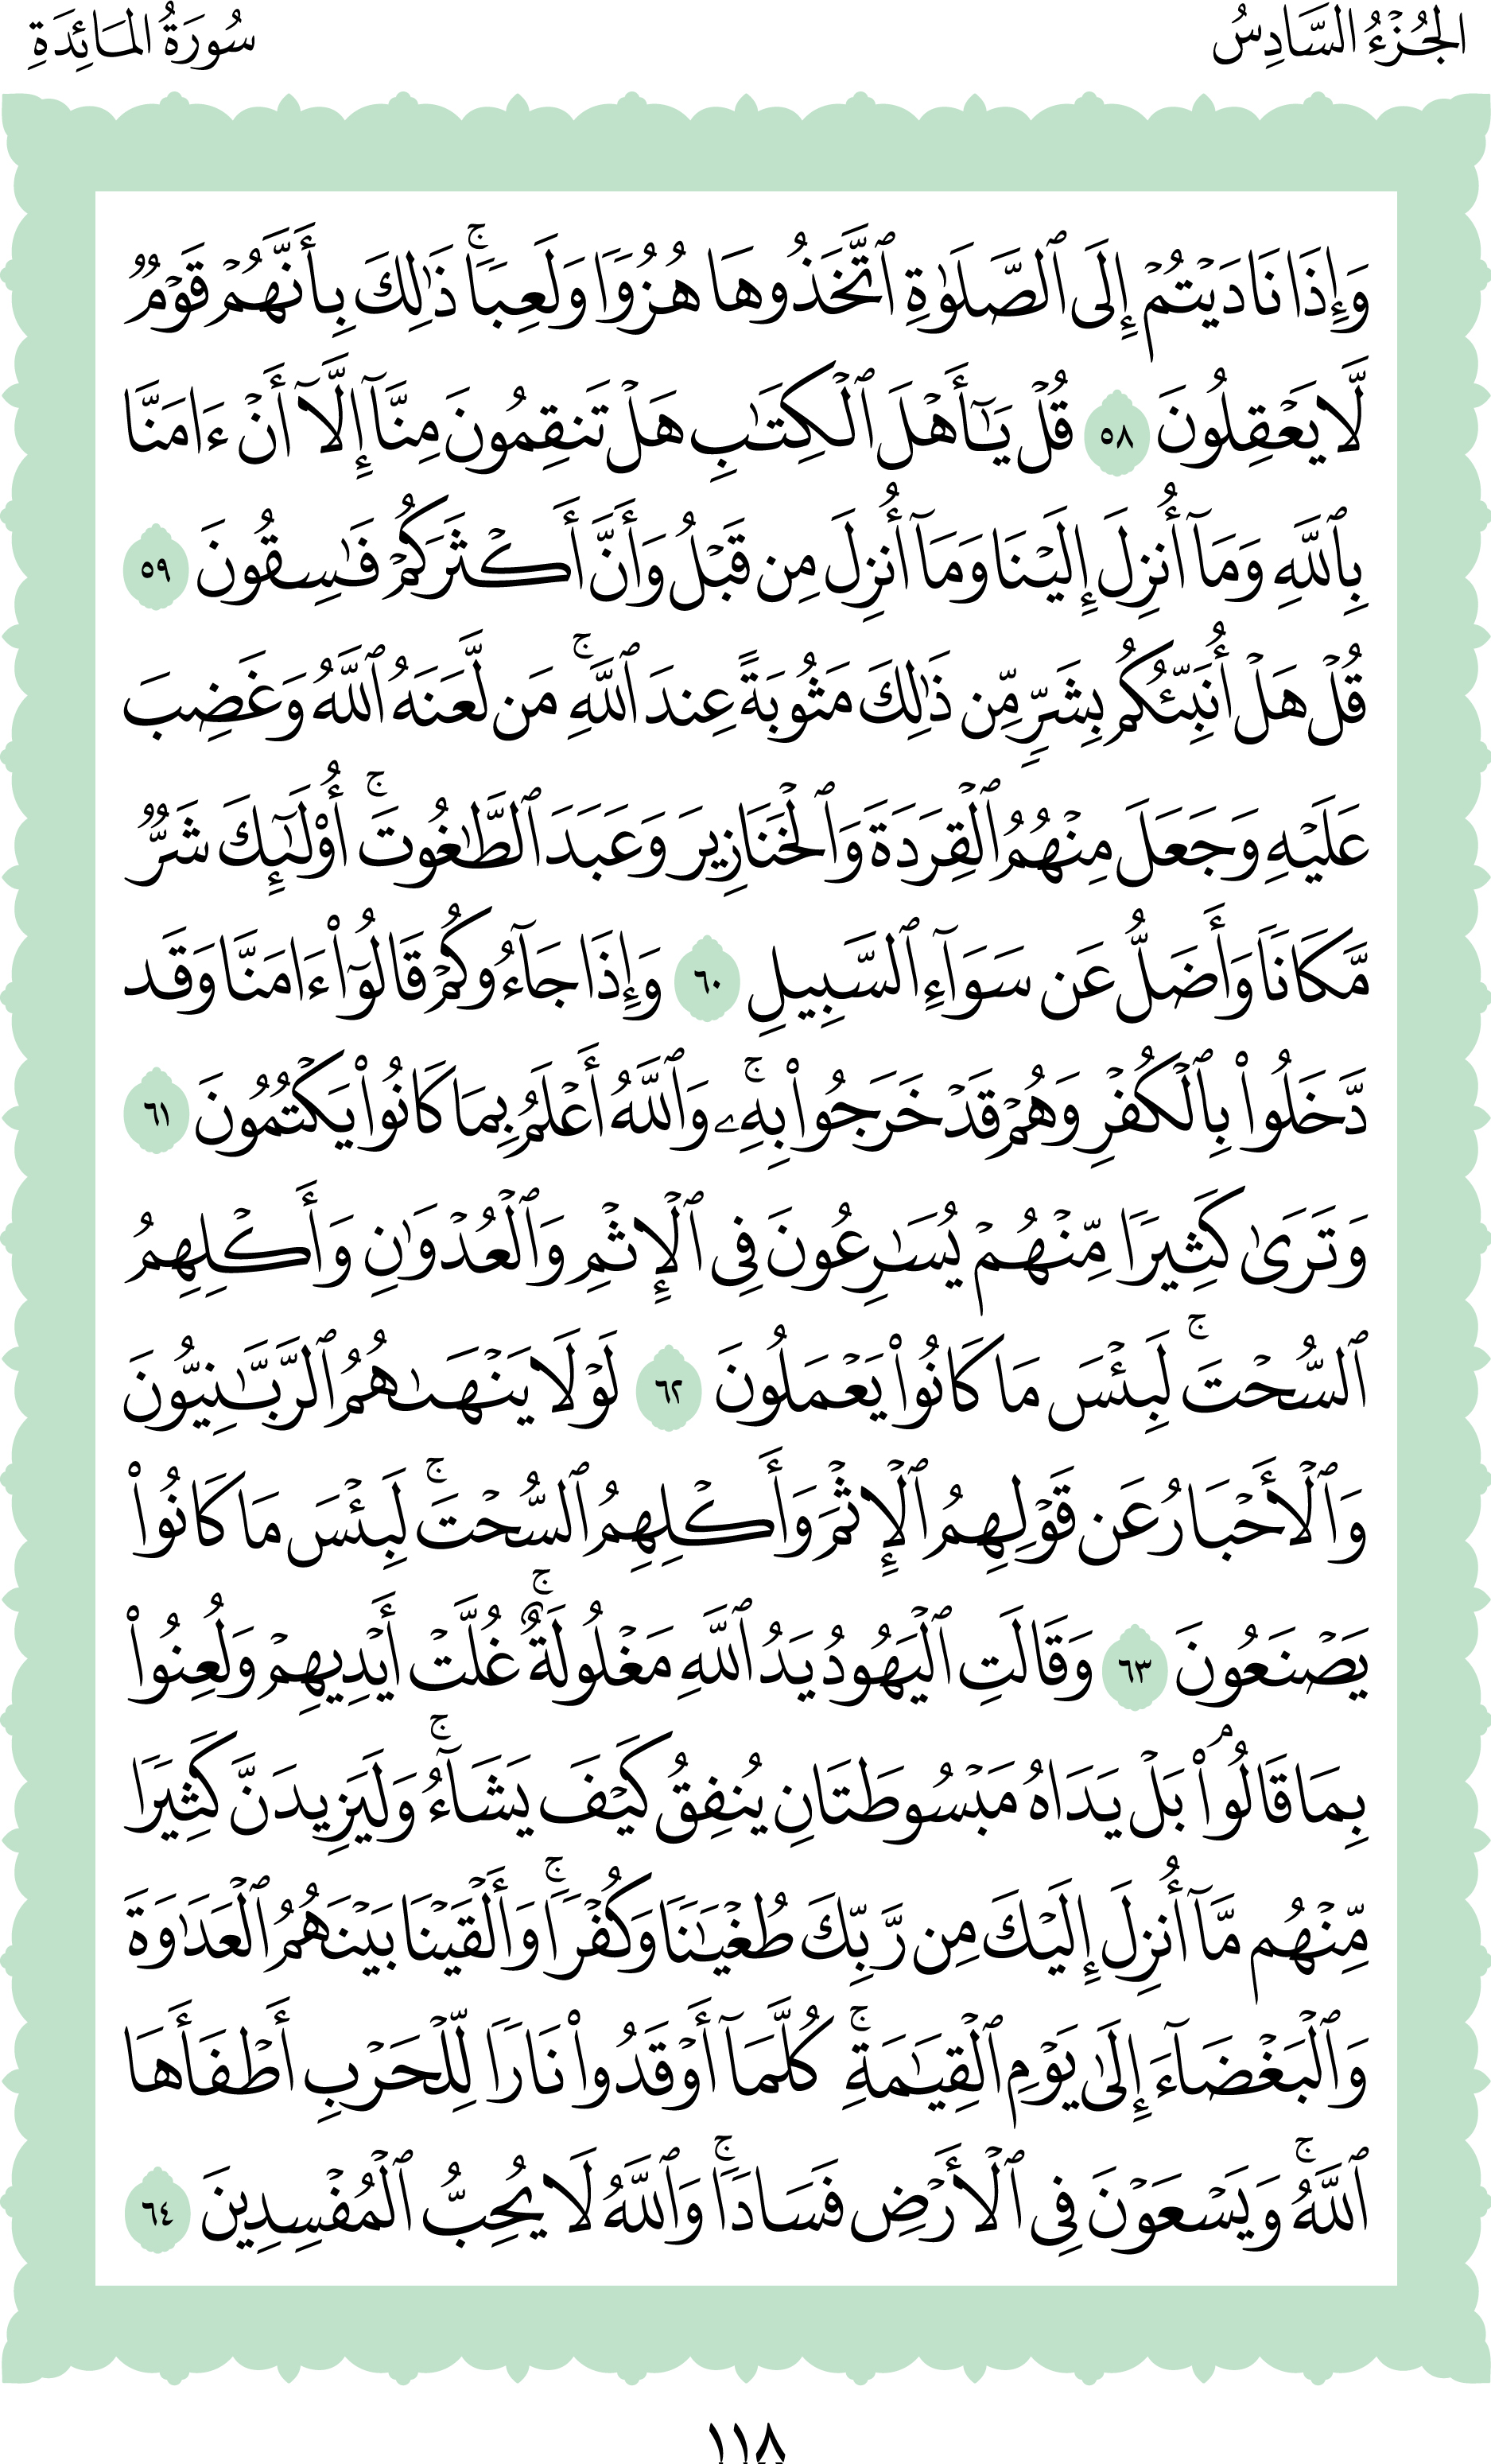 الجُزْءُ السَّادِسُ
سُورَةُ المَائِدَةِ
وَإِذَا نَادَيۡتُمۡ إِلَى ٱلصَّلَوٰةِ ٱتَّخَذُوهَا هُزُوٗا وَلَعِبٗاۚ ذَٰلِكَ بِأَنَّهُمۡ قَوۡمٞ
لَّا يَعۡقِلُونَ ٥٨ قُلۡ يَٰٓأَهۡلَ ٱلۡكِتَٰبِ هَلۡ تَنقِمُونَ مِنَّآ إِلَّآ أَنۡ ءَامَنَّا
بِٱللَّهِ وَمَآ أُنزِلَ إِلَيۡنَا وَمَآ أُنزِلَ مِن قَبۡلُ وَأَنَّ أَكۡثَرَكُمۡ فَٰسِقُونَ ٥٩
قُلۡ هَلۡ أُنَبِّئُكُم بِشَرّٖ مِّن ذَٰلِكَ مَثُوبَةً عِندَ ٱللَّهِۚ مَن لَّعَنَهُ ٱللَّهُ وَغَضِبَ
عَلَيۡهِ وَجَعَلَ مِنۡهُمُ ٱلۡقِرَدَةَ وَٱلۡخَنَازِيرَ وَعَبَدَ ٱلطَّٰغُوتَۚ أُوْلَٰٓئِكَ شَرّٞ
مَّكَانٗا وَأَضَلُّ عَن سَوَآءِ ٱلسَّبِيلِ ٦٠ وَإِذَا جَآءُوكُمۡ قَالُوٓاْ ءَامَنَّا وَقَد
دَّخَلُواْ بِٱلۡكُفۡرِ وَهُمۡ قَدۡ خَرَجُواْ بِهِۦۚ وَٱللَّهُ أَعۡلَمُ بِمَا كَانُواْ يَكۡتُمُونَ ٦١
وَتَرَىٰ كَثِيرٗا مِّنۡهُمۡ يُسَٰرِعُونَ فِي ٱلۡإِثۡمِ وَٱلۡعُدۡوَٰنِ وَأَكۡلِهِمُ
ٱلسُّحۡتَۚ لَبِئۡسَ مَا كَانُواْ يَعۡمَلُونَ ٦٢ لَوۡلَا يَنۡهَىٰهُمُ ٱلرَّبَّٰنِيُّونَ
وَٱلۡأَحۡبَارُ عَن قَوۡلِهِمُ ٱلۡإِثۡمَ وَأَكۡلِهِمُ ٱلسُّحۡتَۚ لَبِئۡسَ مَا كَانُواْ
يَصۡنَعُونَ ٦٣ وَقَالَتِ ٱلۡيَهُودُ يَدُ ٱللَّهِ مَغۡلُولَةٌۚ غُلَّتۡ أَيۡدِيهِمۡ وَلُعِنُواْ
بِمَا قَالُواْۘ بَلۡ يَدَاهُ مَبۡسُوطَتَانِ يُنفِقُ كَيۡفَ يَشَآءُۚ وَلَيَزِيدَنَّ كَثِيرٗا
مِّنۡهُم مَّآ أُنزِلَ إِلَيۡكَ مِن رَّبِّكَ طُغۡيَٰنٗا وَكُفۡرٗاۚ وَأَلۡقَيۡنَا بَيۡنَهُمُ ٱلۡعَدَٰوَةَ
وَٱلۡبَغۡضَآءَ إِلَىٰ يَوۡمِ ٱلۡقِيَٰمَةِۚ كُلَّمَآ أَوۡقَدُواْ نَارٗا لِّلۡحَرۡبِ أَطۡفَأَهَا
ٱللَّهُۚ وَيَسۡعَوۡنَ فِي ٱلۡأَرۡضِ فَسَادٗاۚ وَٱللَّهُ لَا يُحِبُّ ٱلۡمُفۡسِدِينَ ٦٤
١١٨